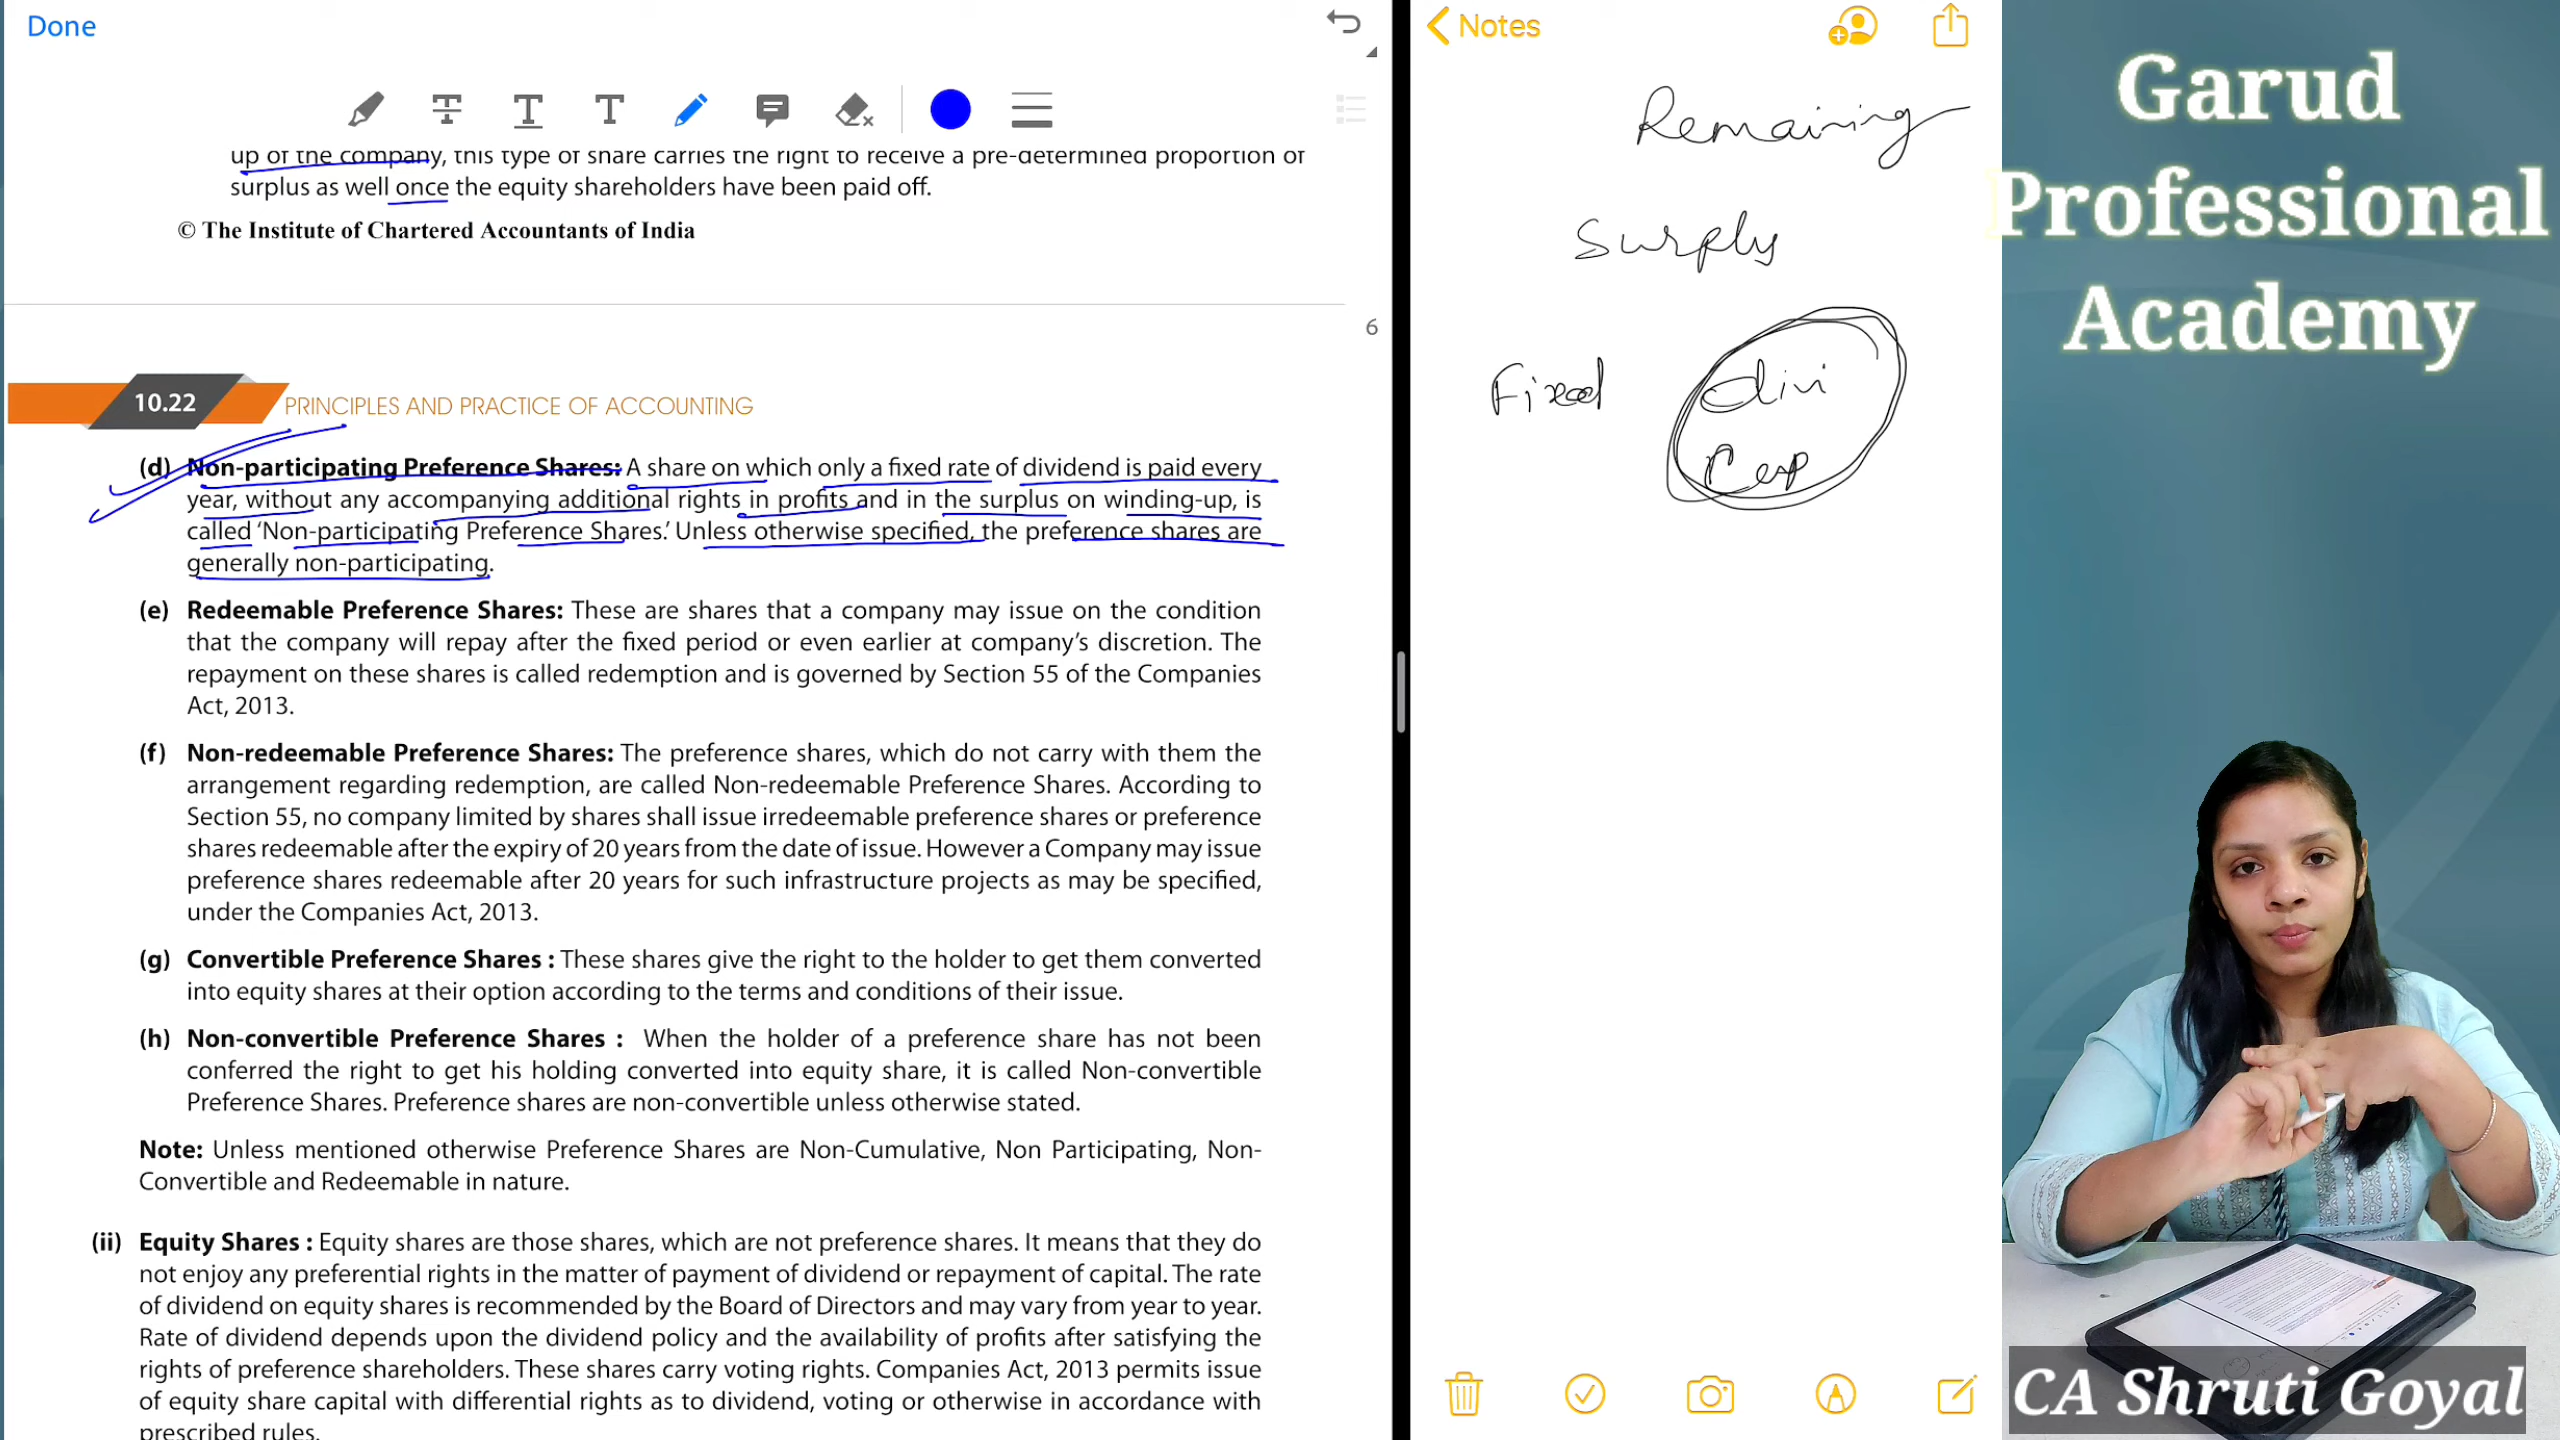 Done
up of the company, this type of share carries the right to receive a pre-determined proportion of
surplus as well once the equity shareholders have been paid off.
© The Institute of Chartered Accountants of India
6
10.22 PRINCIPLES AND PRACTICE OF ACCOUNTING
(d) Non-participating Preference Shares: A share on which only a fixed rate of dividend is paid every
year, without any accompanying additional rights in profits and in the surplus on winding-up, is
called ‘Non-participating Preference Shares.’ Unless otherwise specified, the preference shares are
generally non-participating.
(e) Redeemable Preference Shares: These are shares that a company may issue on the condition
that the company will repay after the fixed period or even earlier at company’s discretion. The
repayment on these shares is called redemption and is governed by Section 55 of the Companies
Act, 2013.
(f) Non-redeemable Preference Shares: The preference shares, which do not carry with them the
arrangement regarding redemption, are called Non-redeemable Preference Shares. According to
Section 55, no company limited by shares shall issue irredeemable preference shares or preference
shares redeemable after the expiry of 20 years from the date of issue. However a Company may issue
preference shares redeemable after 20 years for such infrastructure projects as may be specified,
under the Companies Act, 2013.
(g) Convertible Preference Shares : These shares give the right to the holder to get them converted
into equity shares at their option according to the terms and conditions of their issue.
(h) Non-convertible Preference Shares : When the holder of a preference share has not been
conferred the right to get his holding converted into equity share, it is called Non-convertible
Preference Shares. Preference shares are non-convertible unless otherwise stated.
Note: Unless mentioned otherwise Preference Shares are Non-Cumulative, Non Participating, Non-
Convertible and Redeemable in nature.
(ii) Equity Shares : Equity shares are those shares, which are not preference shares. It means that they do
not enjoy any preferential rights in the matter of payment of dividend or repayment of capital. The rate
of dividend on equity shares is recommended by the Board of Directors and may vary from year to year.
Rate of dividend depends upon the dividend policy and the availability of profits after satisfying the
rights of preference shareholders. These shares carry voting rights. Companies Act, 2013 permits issue
of equity share capital with differential rights as to dividend, voting or otherwise in accordance with
prescribed rules.
Notes
Remaining
Fixed divi
Garud
Professional
Academy
CA Shruti Goyal